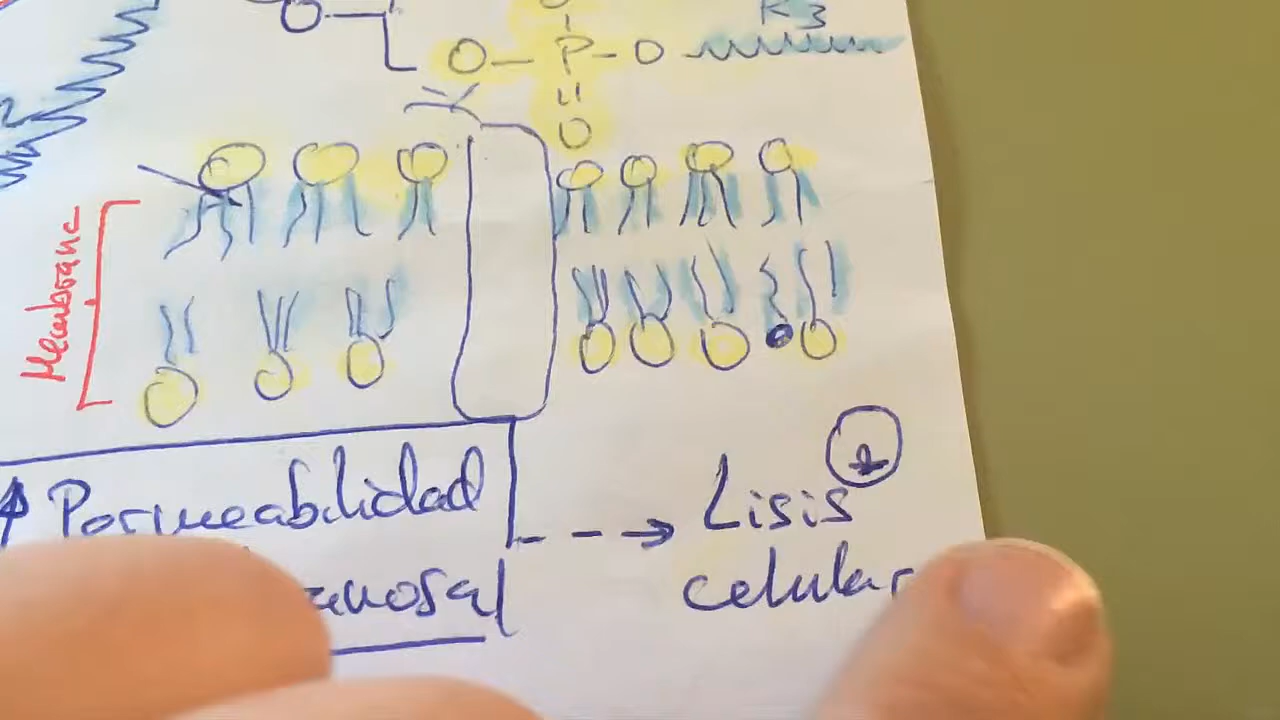 R3
O
O — P — O
O
Membrana
↑ Permeabilidad
Lisis +
celular